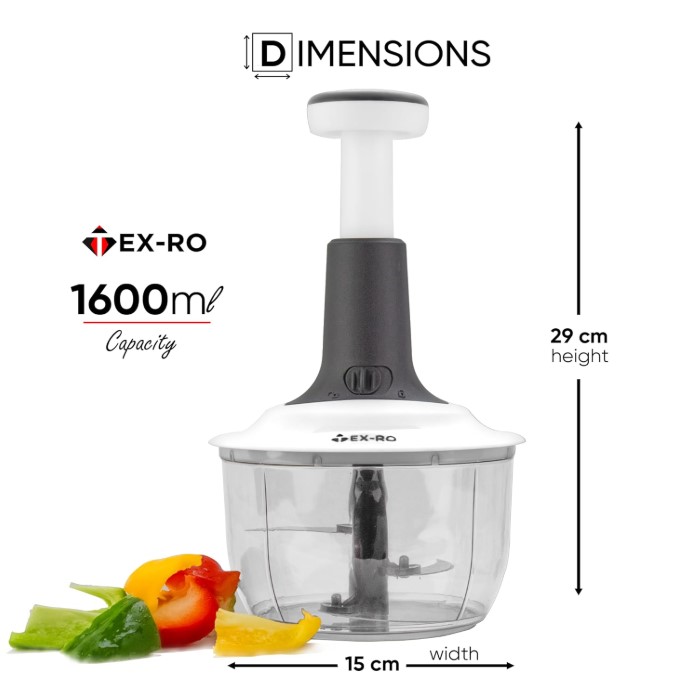 DIMENSIONS
EX-RO
1600ml
Capacity
29 cm
height
EX-RO
width
15 cm